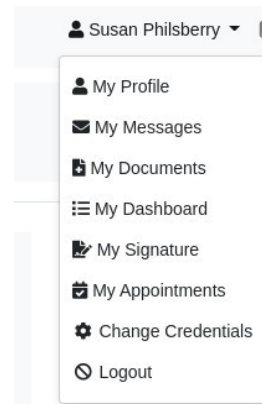 Susan Philsberry
My Profile
My Messages
My Documents
My Dashboard
My Signature
My Appointments
Change Credentials
Logout